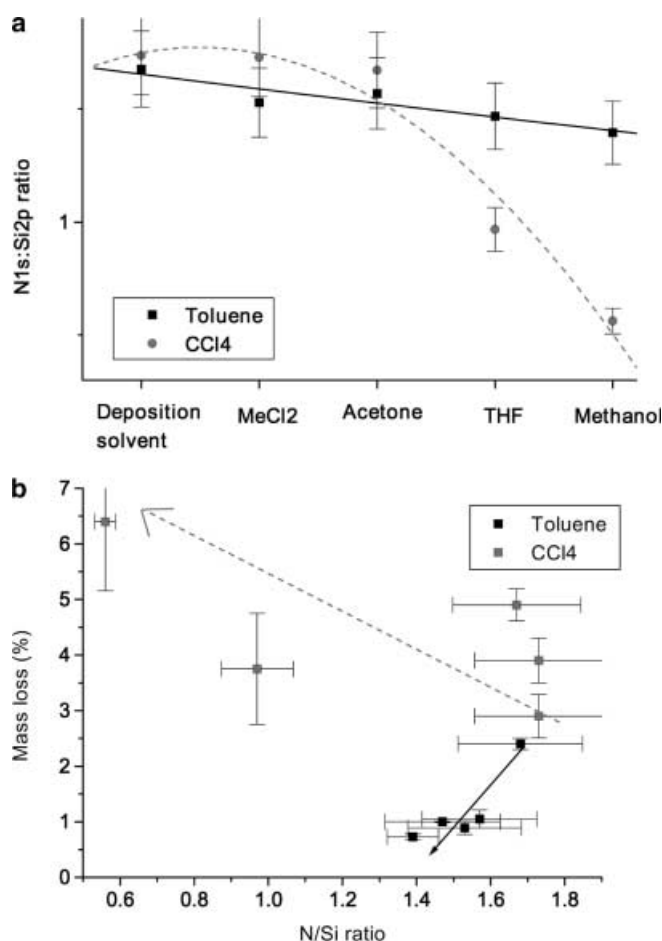 a
N1s:Si2p ratio
1
Toluene
CCl4
Deposition solvent
MeCl2
Acetone
THF
Methanol
b
Mass loss (%)
7
6
5
4
3
2
1
0
Toluene
CCl4
0.6
0.8
1.0
1.2
1.4
1.6
1.8
N/Si ratio